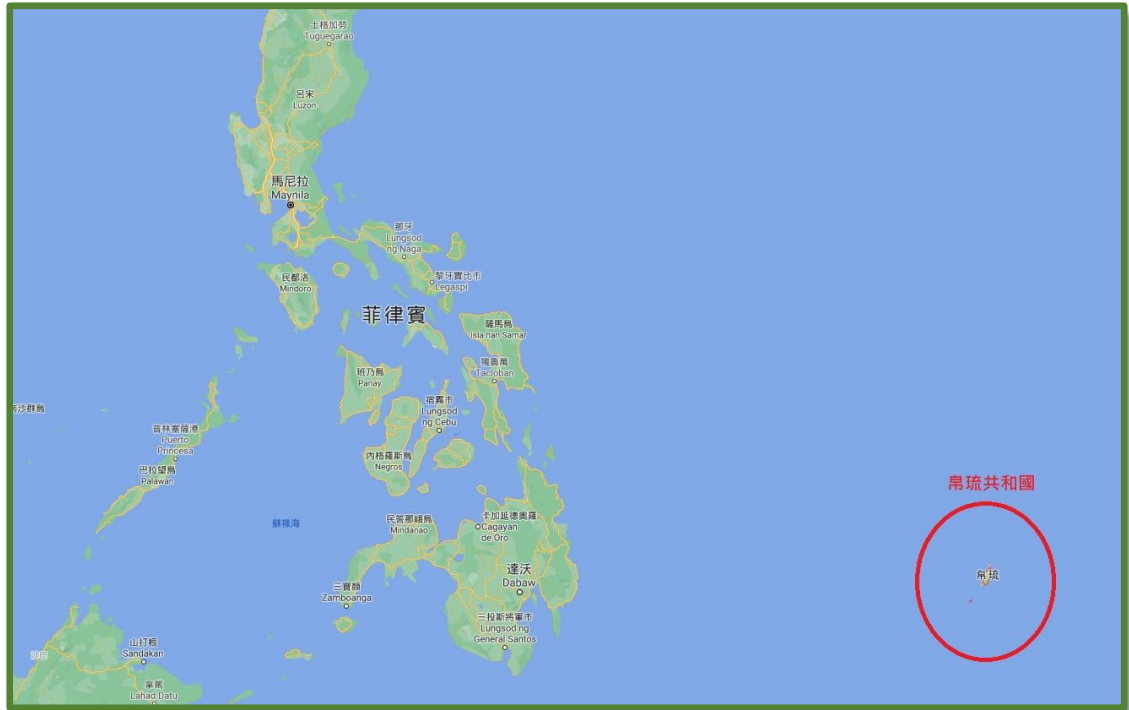 土格加勞
Tuguegarao
呂宋
Luzon
馬尼拉
Maynila
那牙
Lungsod
ng Naga
黎牙實比市
Legaspi
民都洛
Mindoro
菲律賓
薩馬島
Isla han Samar
獨魯萬
Tacloban
班乃島
Panay
宿霧市
Lungsod
ng Cebu
南沙群島
普林塞薩港
Puerto
Princesa
內格羅斯島
Negros
巴拉望島
Palawan
帛琉共和國
卡加延德奧羅
Cagayan
de Oro
民答那峨島
Mindanao
蘇祿海
達沃
Dabaw
帛琉
三寶顏
Zamboanga
三投斯將軍市
Lungsod ng
General Santos
山打根
Sandakan
拿篤
Lahad Datu